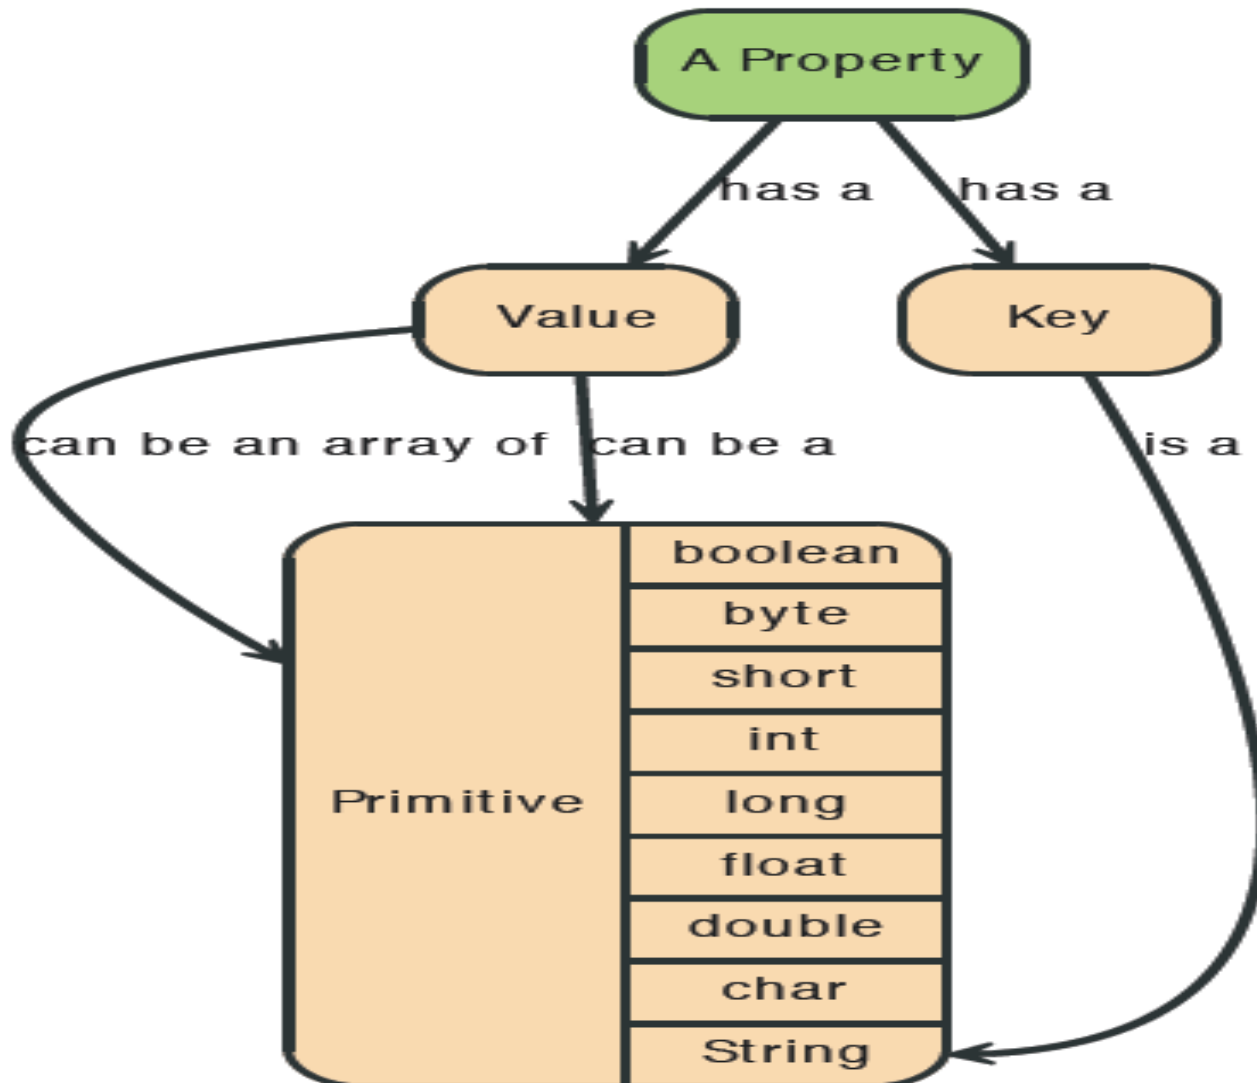 A Property
has a
has a
Value
Key
can be an array of
can be a
is a
Primitive
boolean
byte
short
int
long
float
double
char
String